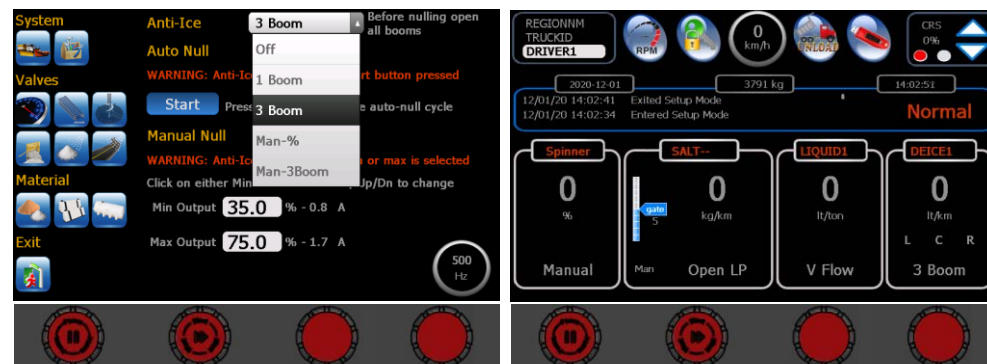 System
Anti-Ice
3 Boom
Before nulling open
all booms
Off
Auto Null
WARNING: Anti-Ic
rt button pressed
1 Boom
Valves
Start
Pres
e auto-null cycle
3 Boom
Manual Null
Man-%
WARNING: Anti-Ic
or max is selected
Man-3Boom
Material
Click on either Min
Up/Dn to change
Min Output 35.0 % - 0.8 A
Exit
Max Output 75.0 % - 1.7 A
500
Hz
REGIONNM
TRUCKID
DRIVER1
RPM
0
km/h
UNLOAD
CRS
0%
2020-12-01
3791 kg
14:02:51
12/01/20 14:02:41 Exited Setup Mode
12/01/20 14:02:34 Entered Setup Mode
Normal
Spinner
SALT--
LIQUID1
DEICE1
0
0
0
0
%
gate
5
kg/km
lt/ton
lt/km
L C R
Manual
Man
Open LP
V Flow
3 Boom